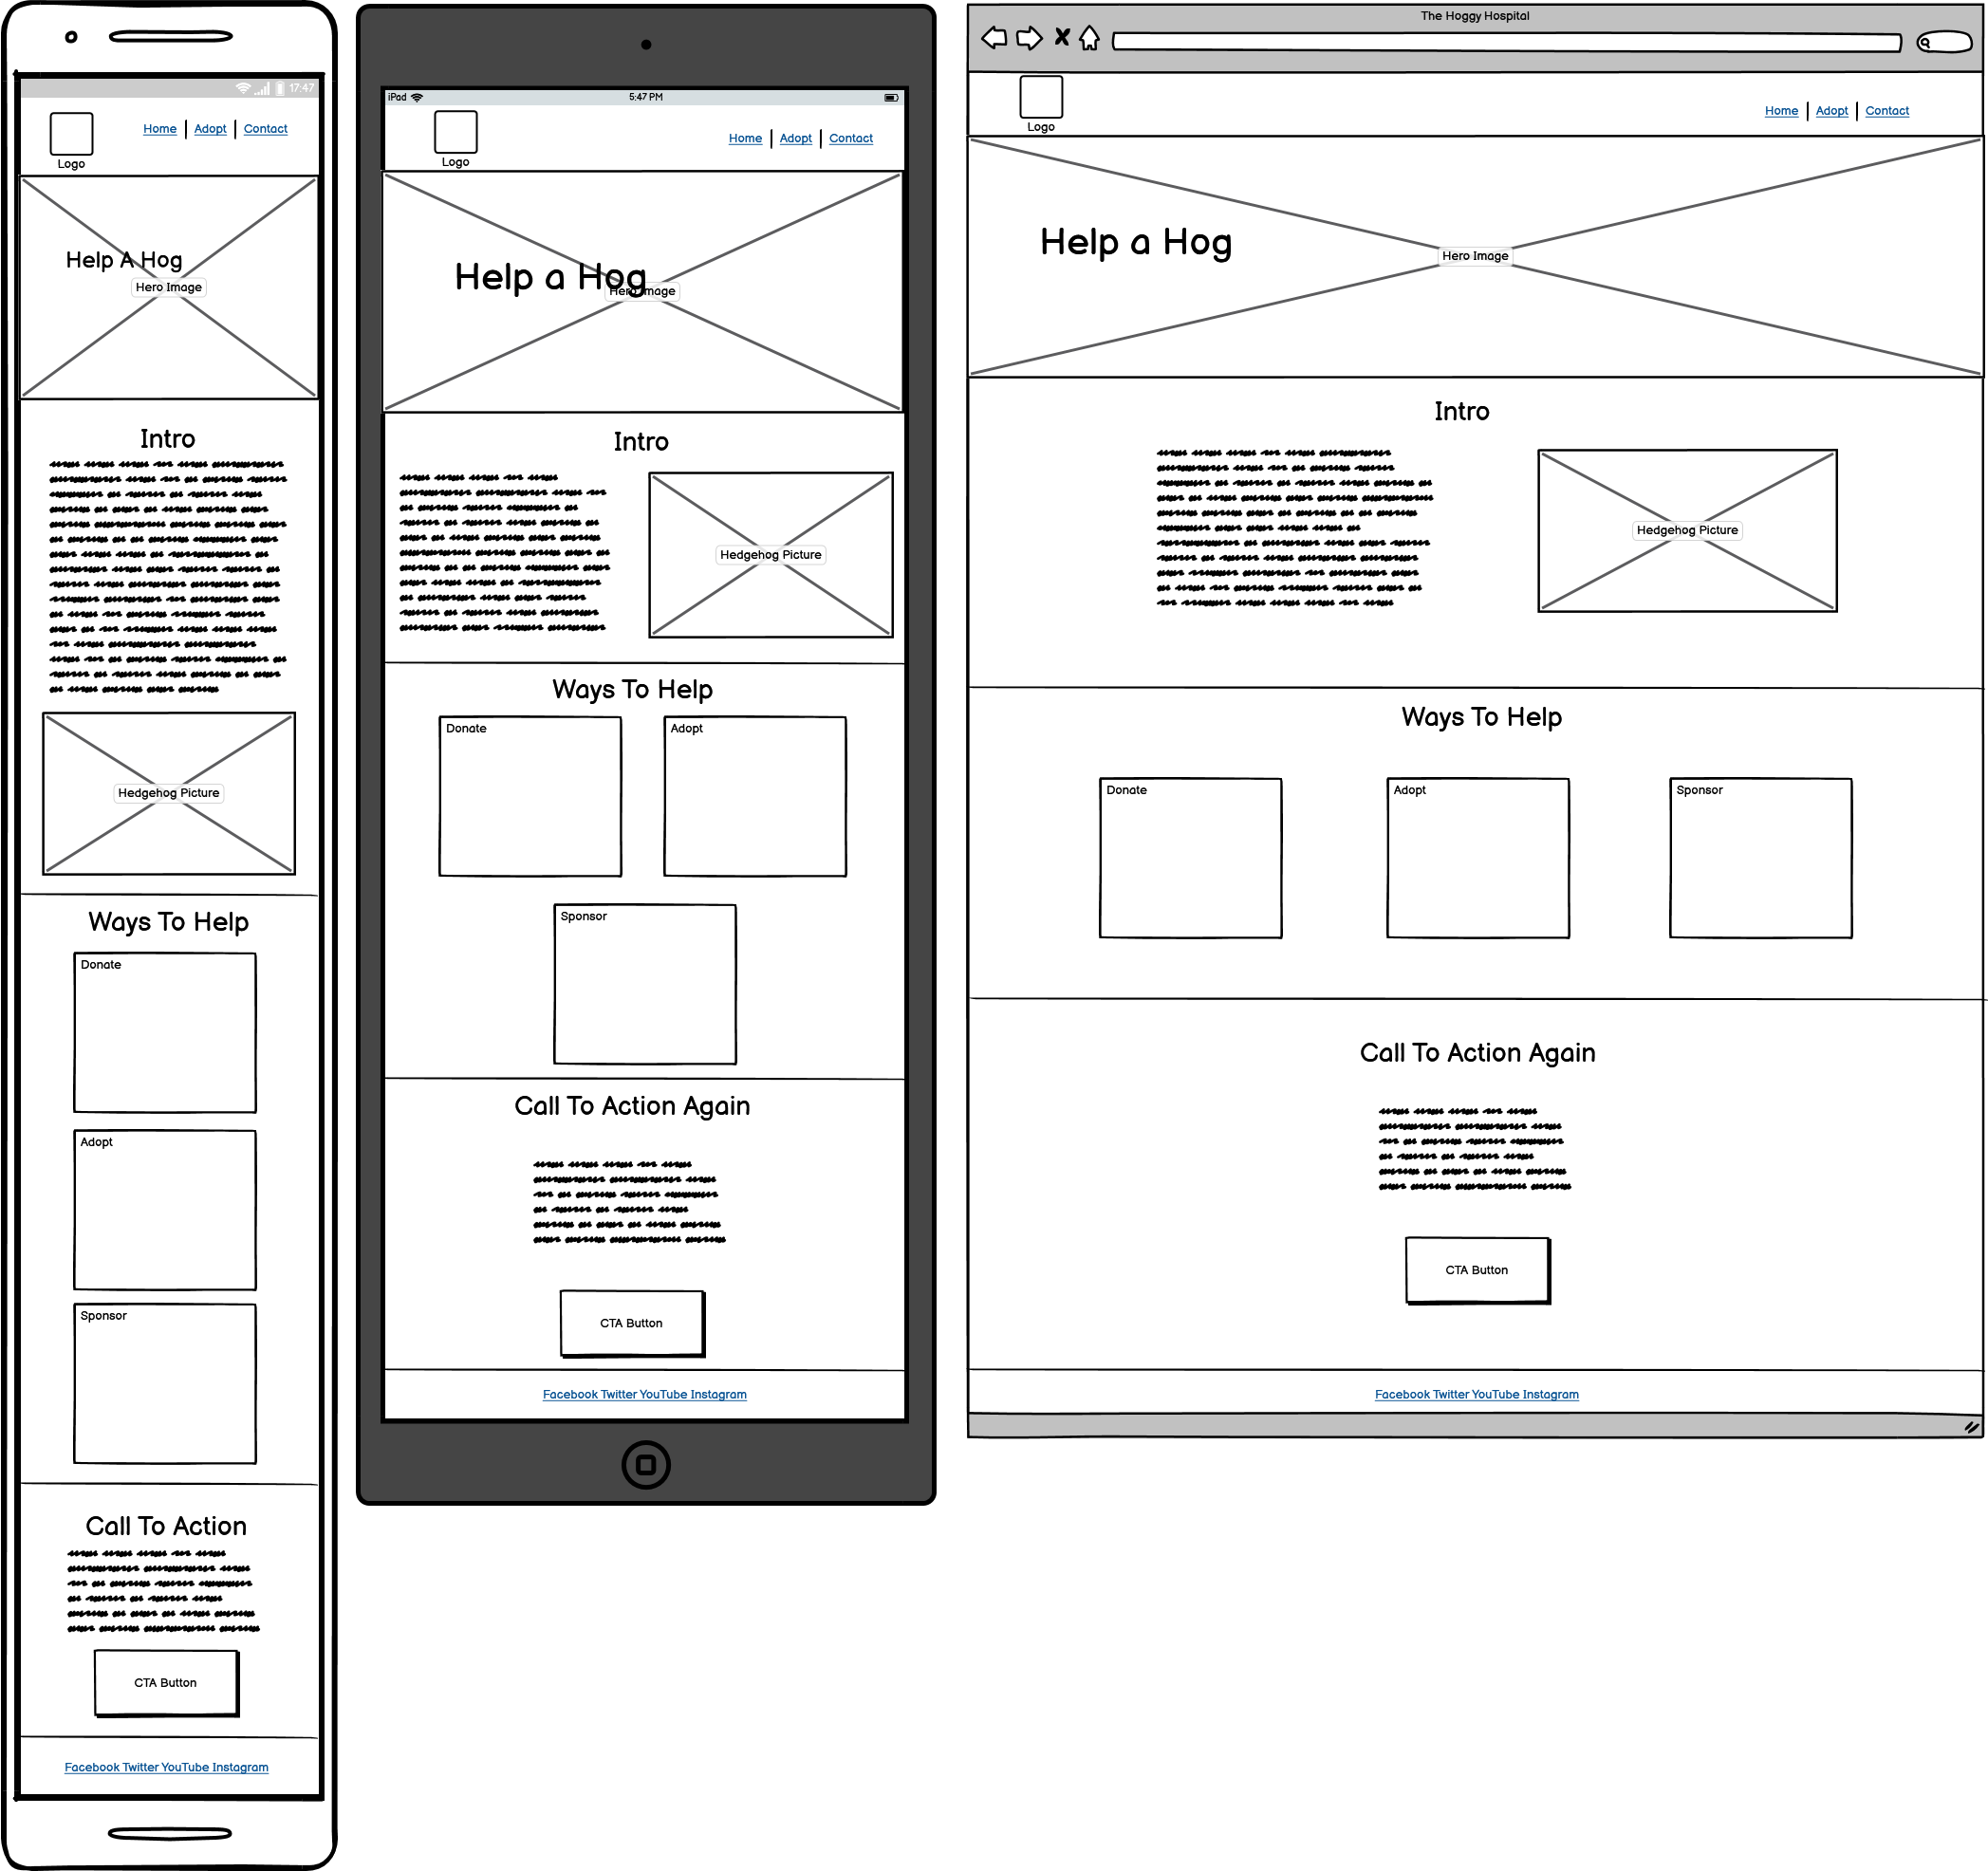 17:47
Logo
Home | Adopt | Contact
Help A Hog
Hero Image
Intro
Hedgehog Picture
Ways To Help
Donate
Adopt
Sponsor
Call To Action
CTA Button
Facebook Twitter YouTube Instagram
iPad 5:47 PM
Logo
Home | Adopt | Contact
Help a Hog
Hero Image
Intro
Hedgehog Picture
Ways To Help
Donate Adopt
Sponsor
Call To Action Again
CTA Button
Facebook Twitter YouTube Instagram
The Hoggy Hospital
Logo
Home | Adopt | Contact
Help a Hog
Hero Image
Intro
Hedgehog Picture
Ways To Help
Donate Adopt Sponsor
Call To Action Again
CTA Button
Facebook Twitter YouTube Instagram